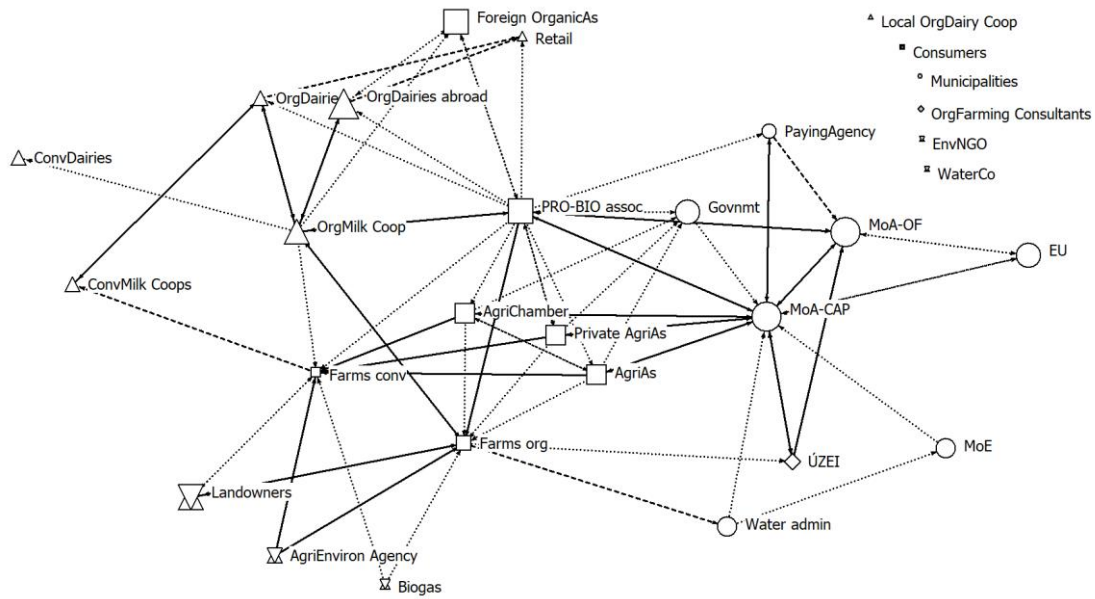 Foreign OrganicAs
Local OrgDairy Coop
Retail
Consumers
Municipalities
OrgDairie
OrgDairies abroad
OrgFarming Consultants
PayingAgency
EnvNGO
ConvDairies
WaterCo
PRO-BIO assoc
Govnmt
MoA-OF
OrgMilk Coop
EU
ConvMilk Coops
AgriChamber
MoA-CAP
Private AgriAs
Farms conv
AgriAs
Farms org
MoE
ÚZEI
Landowners
Water admin
AgriEnviron Agency
Biogas